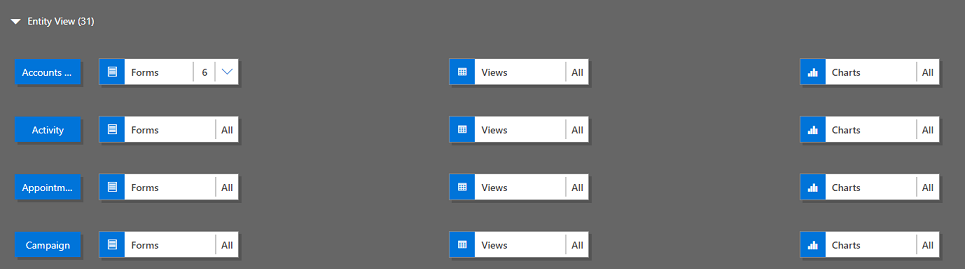 Entity View (31)
Accounts ... Forms 6 Views All Charts All
Activity Forms All Views All Charts All
Appointm... Forms All Views All Charts All
Campaign Forms All Views All Charts All